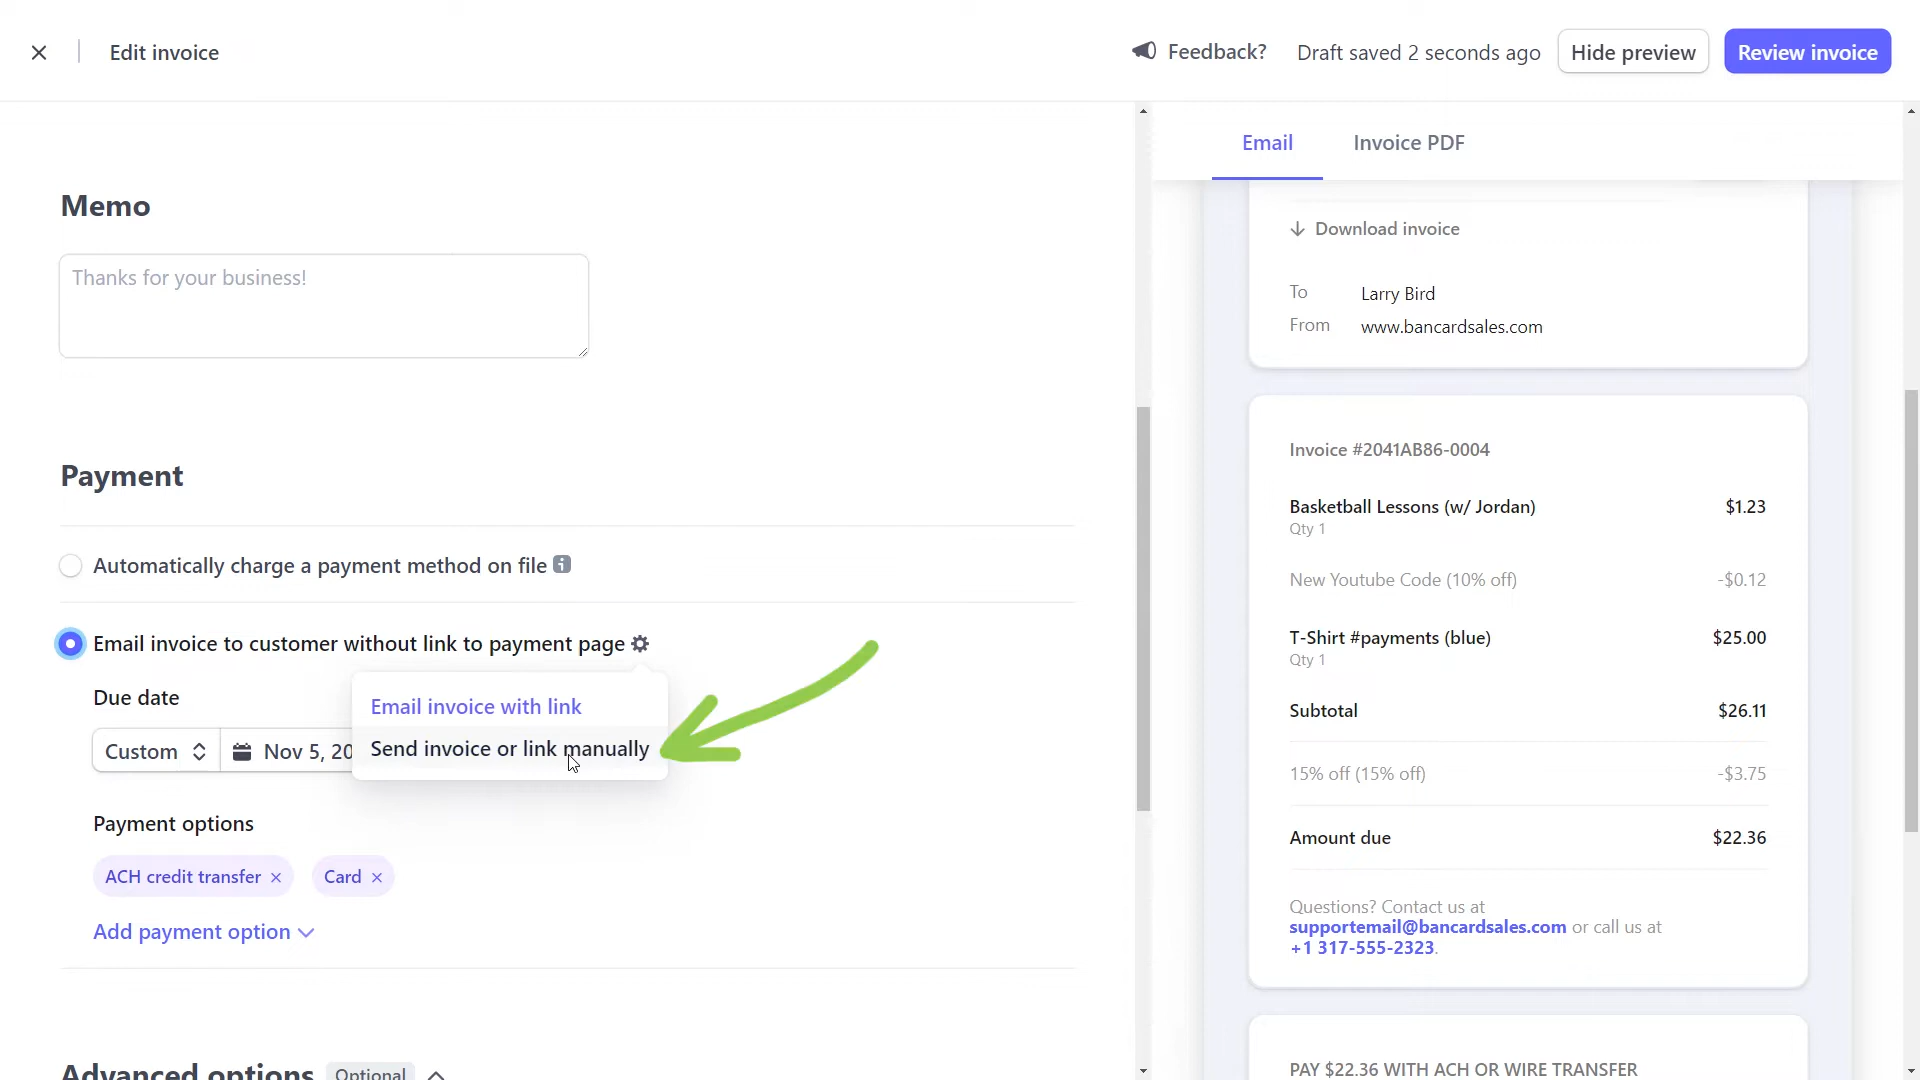 Edit invoice
Feedback?
Draft saved 2 seconds ago
Hide preview
Review invoice
Memo
Thanks for your business!
Payment
Automatically charge a payment method on file
Email invoice to customer without link to payment page
Due date
Email invoice with link
Send invoice or link manually
Custom
Nov 5, 20
Payment options
ACH credit transfer ×
Card ×
Add payment option
Advanced options
Optional
Email
Invoice PDF
Download invoice
To Larry Bird
From www.bancardsales.com
Invoice #2041AB86-0004
Basketball Lessons (w/ Jordan) $1.23
Qty 1
New Youtube Code (10% off) -$0.12
T-Shirt #payments (blue) $25.00
Qty 1
Subtotal $26.11
15% off (15% off) -$3.75
Amount due $22.36
Questions? Contact us at
supportemail@bancardsales.com or call us at
+1 317-555-2323.
PAY $22.36 WITH ACH OR WIRE TRANSFER